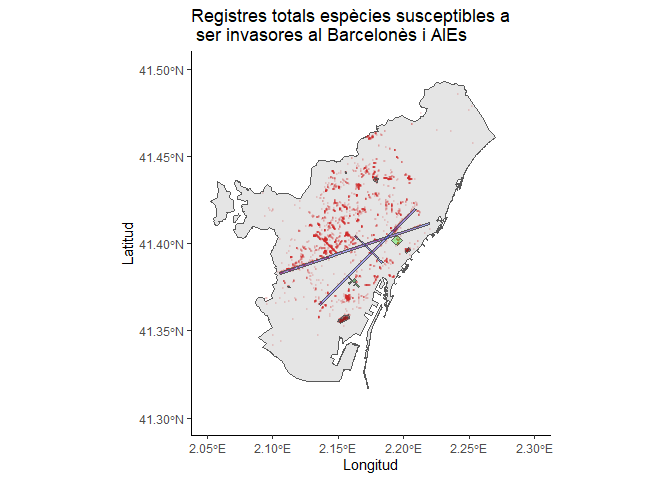 Registres totals espècies susceptibles a
ser invasores al Barcelonès i AIEs
41.50°N
41.45°N
41.40°N
41.35°N
41.30°N
Latitud
2.05°E 2.10°E 2.15°E 2.20°E 2.25°E 2.30°E
Longitud